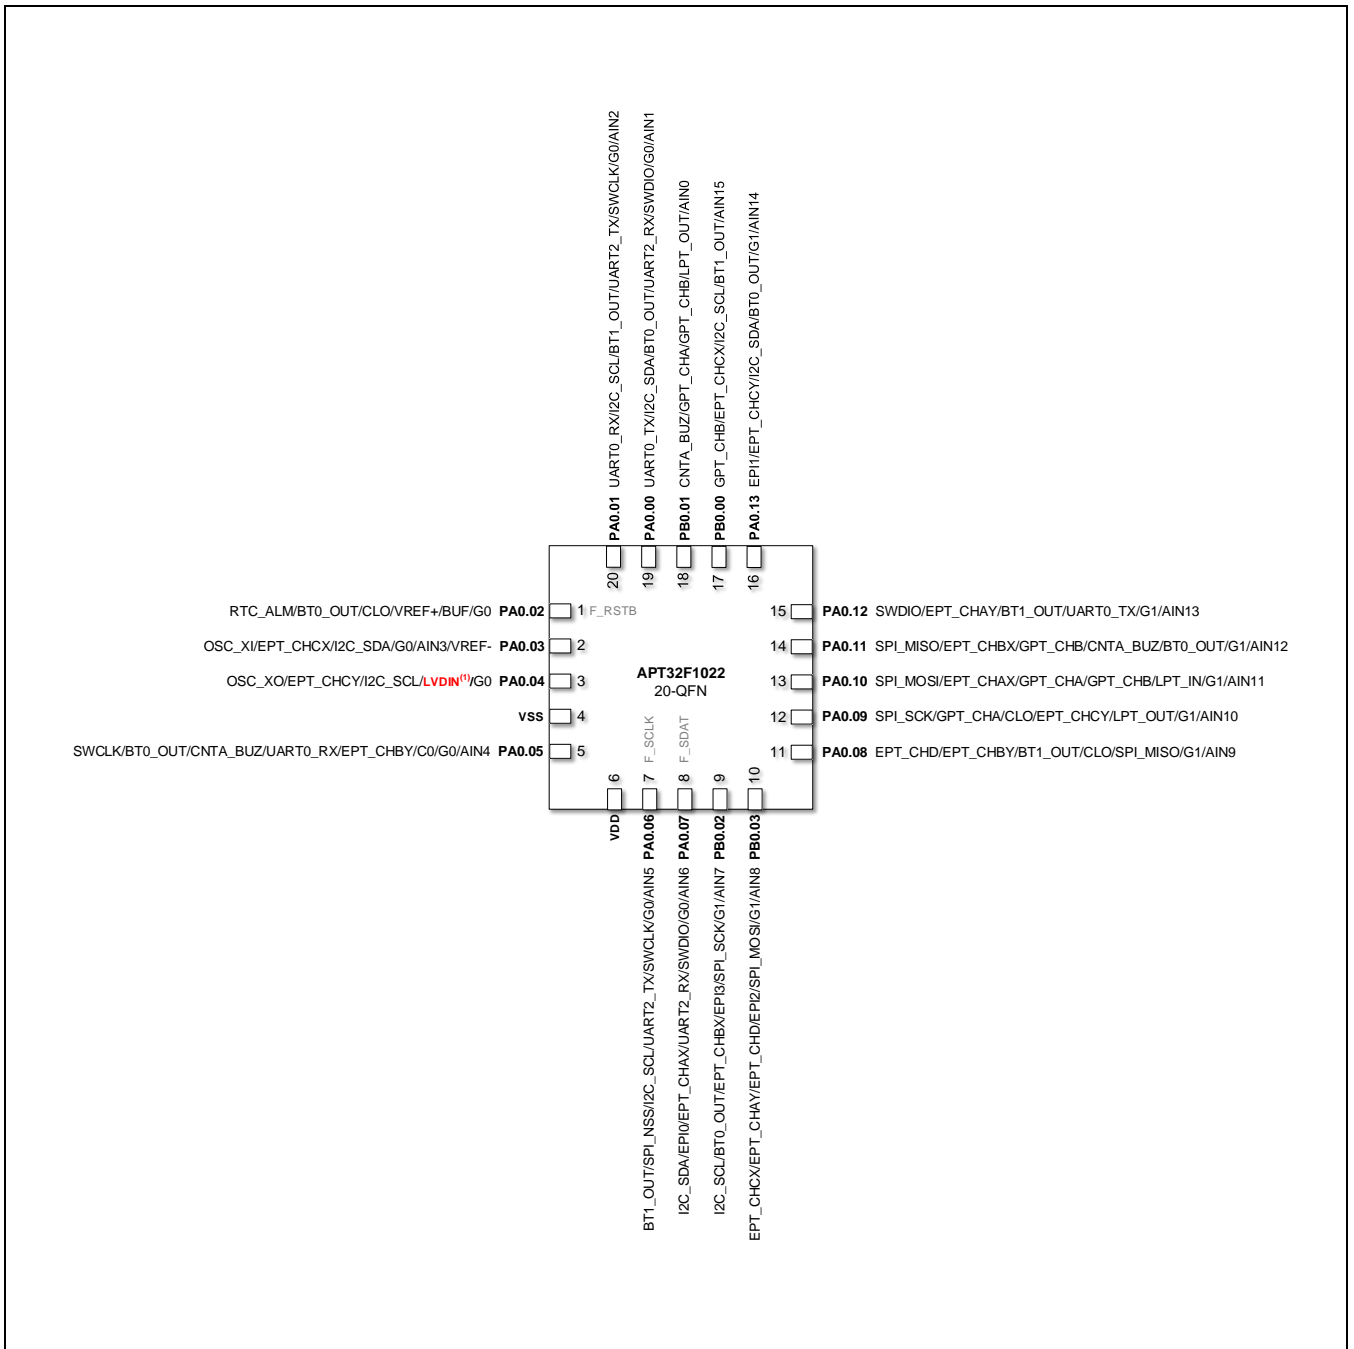 PA0.01 UART0_RX/I2C_SCL/BT1_OUT/UART2_TX/SWCLK/G0/AIN2
PA0.00 UART0_TX/I2C_SDA/BT0_OUT/UART2_RX/SWDIO/G0/AIN1
PB0.01 CNTA_BUZ/GPT_CHA/GPT_CHB/LPT_OUT/AIN0
PB0.00 GPT_CHB/EPT_CHCX/I2C_SCL/BT1_OUT/AIN15
PA0.13 EPI1/EPT_CHCY/I2C_SDA/BT0_OUT/G1/AIN14
20 19 18 17 16
RTC_ALM/BT0_OUT/CLO/VREF+/BUF/G0 PA0.02 1 F_RSTB
OSC_XI/EPT_CHCX/I2C_SDA/G0/AIN3/VREF- PA0.03 2
OSC_XO/EPT_CHCY/I2C_SCL/LVDIN(1)/G0 PA0.04 3
VSS 4
SWCLK/BT0_OUT/CNTA_BUZ/UART0_RX/EPT_CHBY/C0/G0/AIN4 PA0.05 5
APT32F1022
20-QFN
15 PA0.12 SWDIO/EPT_CHAY/BT1_OUT/UART0_TX/G1/AIN13
14 PA0.11 SPI_MISO/EPT_CHBX/GPT_CHB/CNTA_BUZ/BT0_OUT/G1/AIN12
13 PA0.10 SPI_MOSI/EPT_CHAX/GPT_CHA/GPT_CHB/LPT_IN/G1/AIN11
12 PA0.09 SPI_SCK/GPT_CHA/CLO/EPT_CHCY/LPT_OUT/G1/AIN10
11 PA0.08 EPT_CHD/EPT_CHBY/BT1_OUT/CLO/SPI_MISO/G1/AIN9
F_SCLK
F_SDAT
6 7 8 9 10
VDD
BT1_OUT/SPI_NSS/I2C_SCL/UART2_TX/SWCLK/G0/AIN5 PA0.06
I2C_SDA/EPI0/EPT_CHAX/UART2_RX/SWDIO/G0/AIN6 PA0.07
I2C_SCL/BT0_OUT/EPT_CHBX/EPI3/SPI_SCK/G1/AIN7 PB0.02
EPT_CHCX/EPT_CHAY/EPT_CHD/EPI2/SPI_MOSI/G1/AIN8 PB0.03